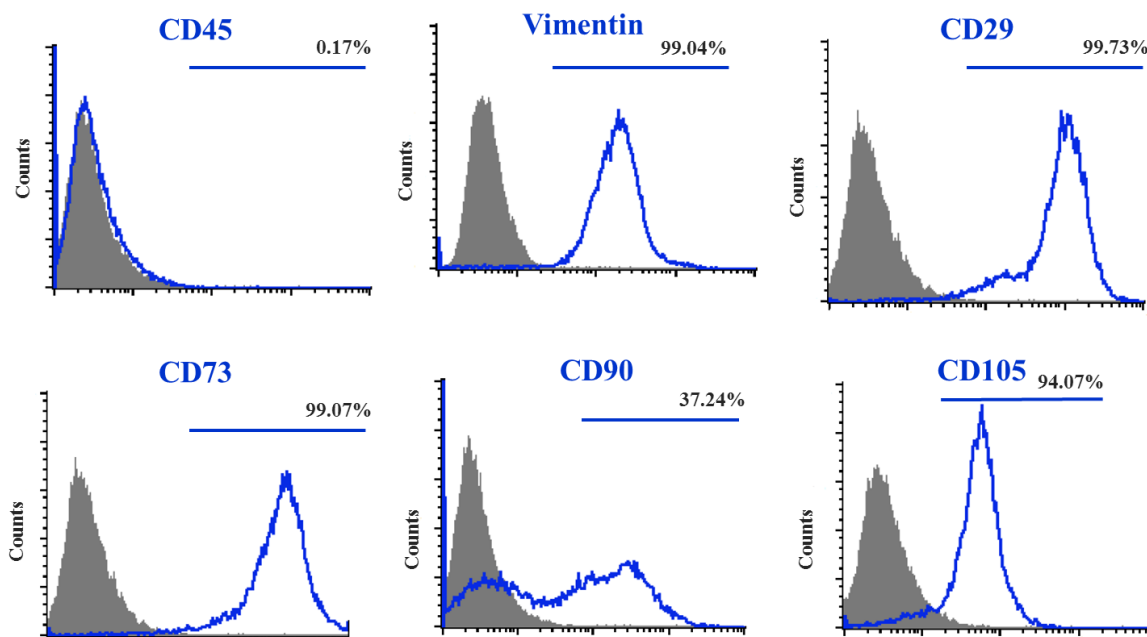 CD45
0.17%
Counts
Vimentin
99.04%
Counts
CD29
99.73%
Counts
CD73
99.07%
Counts
CD90
37.24%
Counts
CD105
94.07%
Counts